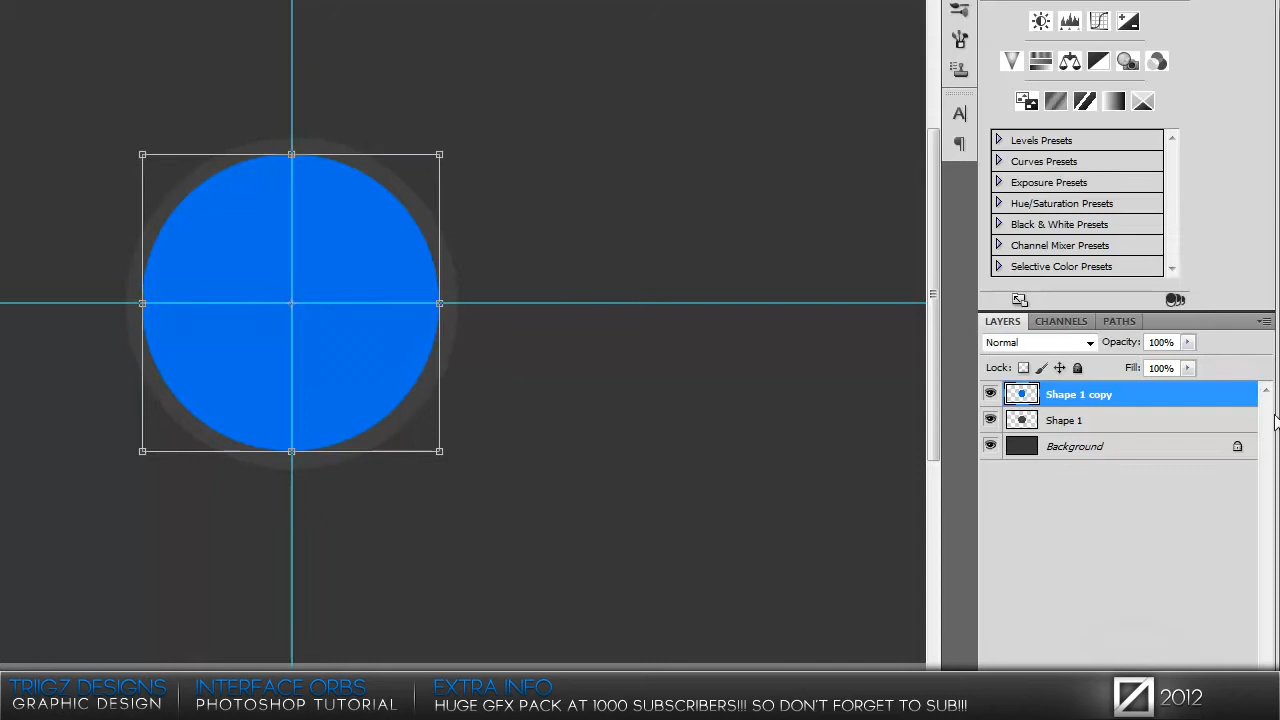 A|
Levels Presets
Curves Presets
Exposure Presets
Hue/Saturation Presets
Black & White Presets
Channel Mixer Presets
Selective Color Presets
LAYERS CHANNELS PATHS
Normal Opacity: 100%
Lock: Fill: 100%
Shape 1 copy
Shape 1
Background
TRIIGZ DESIGNS
GRAPHIC DESIGN
INTERFACE ORBS
PHOTOSHOP TUTORIAL
EXTRA INFO
HUGE GFX PACK AT 1000 SUBSCRIBERS!!! SO DON'T FORGET TO SUB!!!
2012